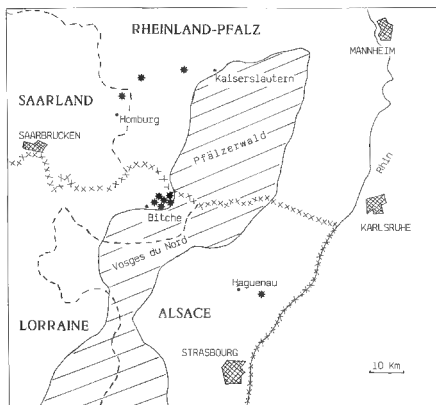 RHEINLAND-PFALZ
MANNHEIM
Kaiserslautern
SAARLAND
Homburg
SAARBRUCKEN
Pfälzerwald
Rhin
Bitche
KARLSRUHE
Vosges du Nord
Haguenau
LORRAINE
ALSACE
STRASBOURG
10 Km